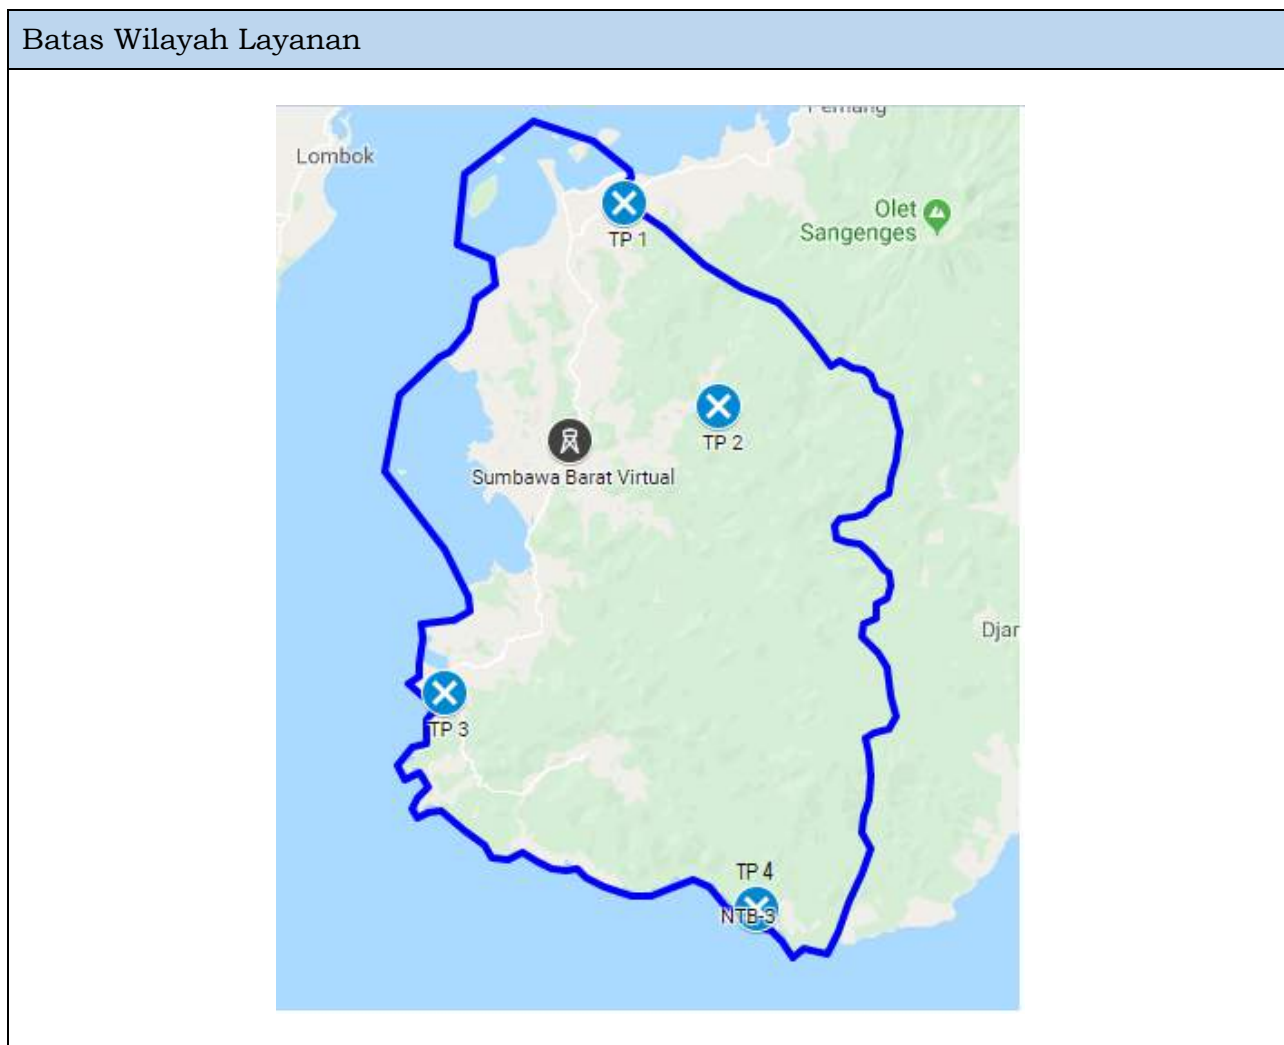 Batas Wilayah Layanan
Lombok
Olet
Sangenges
TP 1
TP 2
Sumbawa Barat Virtual
TP 3
TP 4
NTB-3